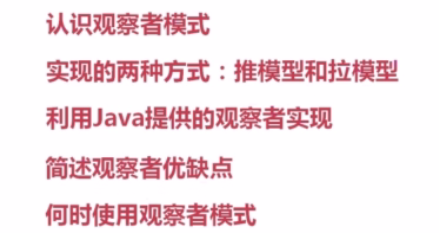 认识观察者模式
实现的两种方式：推模型和拉模型
利用Java提供的观察者实现
简述观察者优缺点
何时使用观察者模式